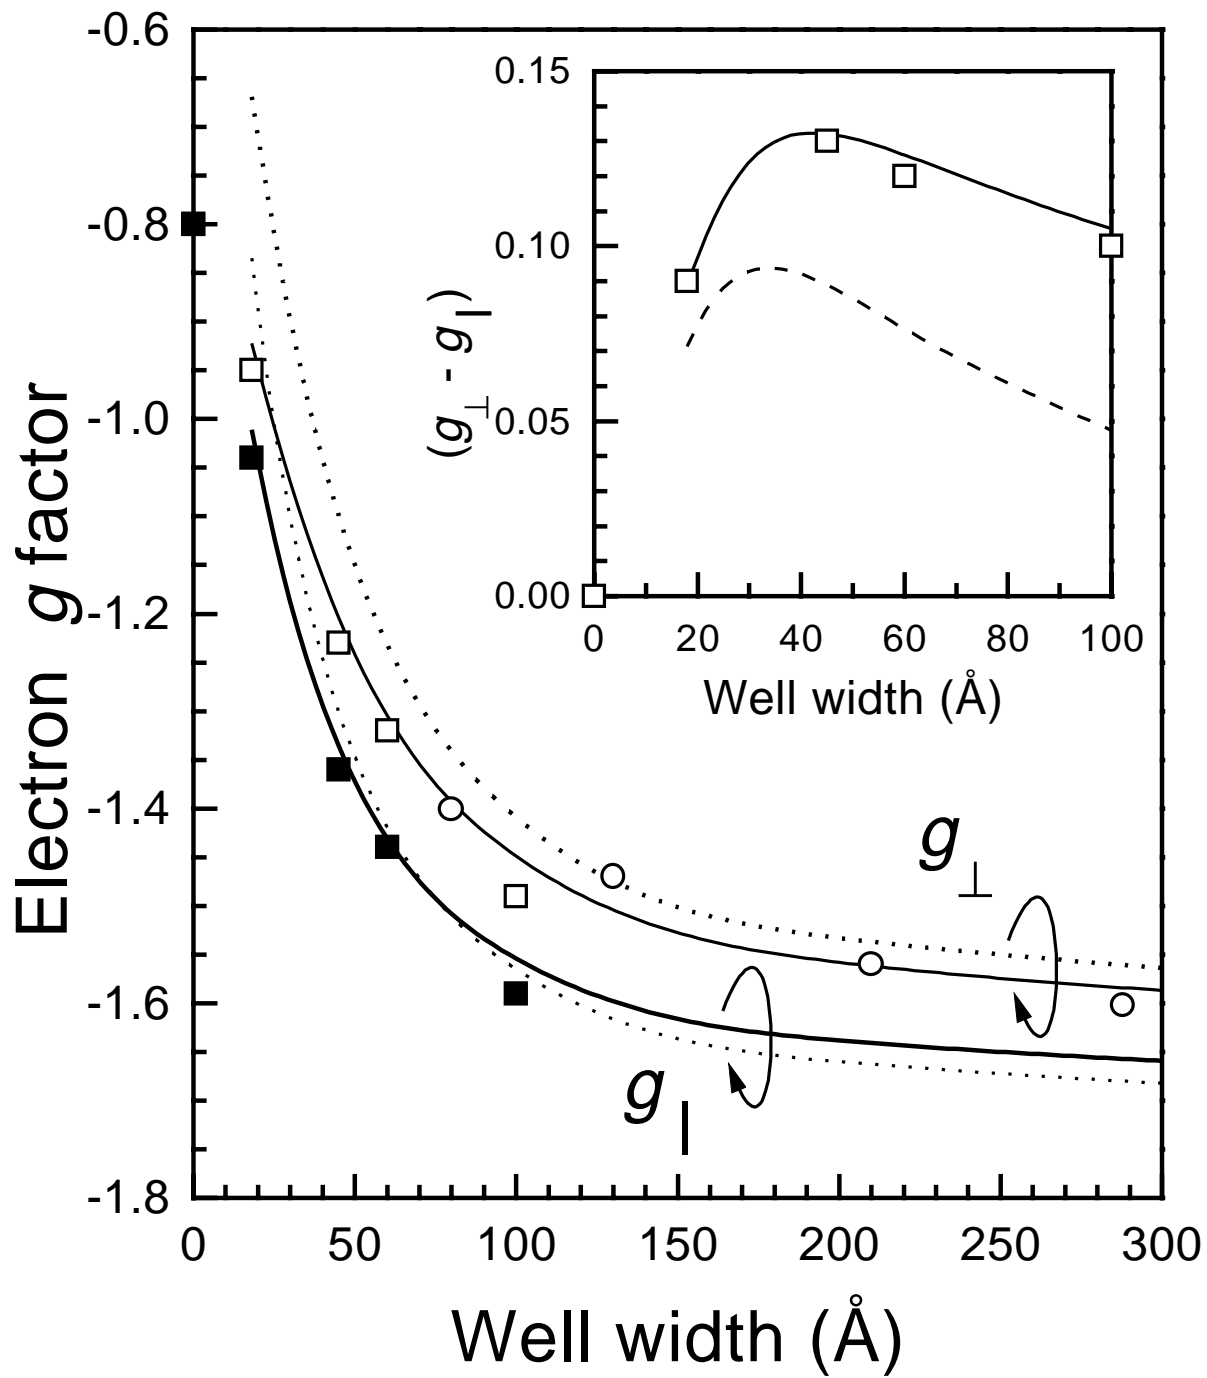 -0.6
-0.8
-1.0
-1.2
-1.4
-1.6
-1.8
0 50 100 150 200 250 300
Electron g factor
Well width (Å)
0.15
0.10
0.05
0.00
0 20 40 60 80 100
(g⊥ - g|)
Well width (Å)
g⊥
g|